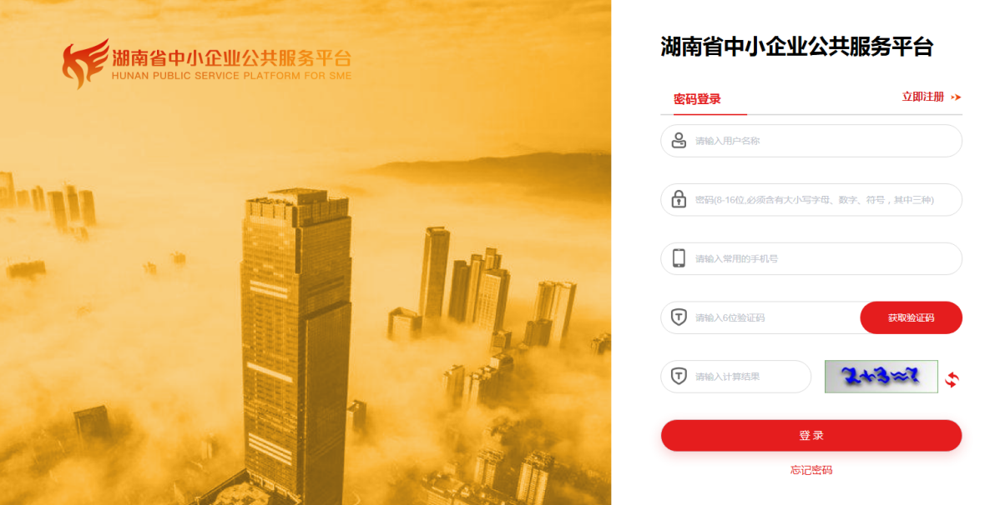 湖南省中小企业公共服务平台
HUNAN PUBLIC SERVICE PLATFORM FOR SME
湖南省中小企业公共服务平台
密码登录
立即注册
请输入用户名称
密码(8-16位,必须含有大小写字母、数字、符号，其中三种)
请输入常用的手机号
请输入6位验证码
获取验证码
请输入计算结果
2+3=?
登 录
忘记密码